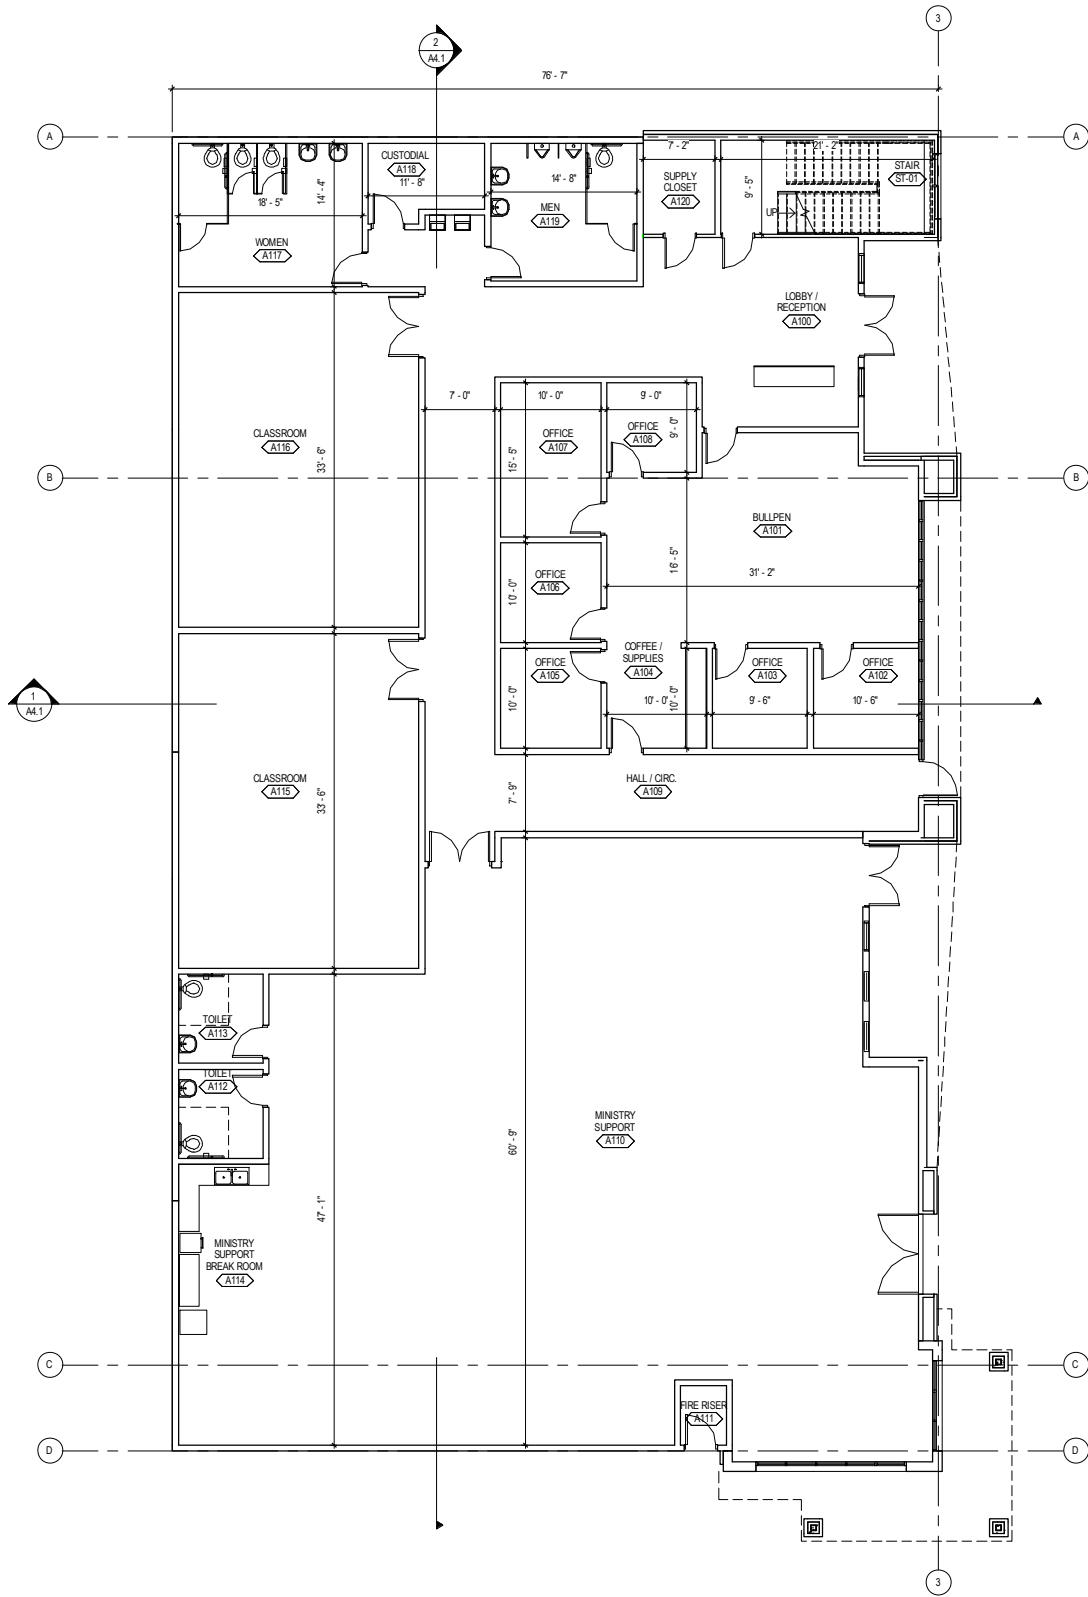 3
2
A4.1
76' - 7"
A
A
7' - 2"
21' - 2"
CUSTODIAL
A118
11' - 8"
14' - 8"
STAIR
ST-01
SUPPLY
CLOSET
A120
9' - 5"
14' - 4"
18' - 5"
MEN
A119
UP
WOMEN
A117
LOBBY /
RECEPTION
A100
7' - 0"
10' - 0"
9' - 0"
CLASSROOM
A116
33' - 6"
OFFICE
A107
15' - 5"
OFFICE
A108
9' - 0"
B
B
BULLPEN
A101
16' - 5"
31' - 2"
OFFICE
A106
10' - 0"
COFFEE /
SUPPLIES
A104
OFFICE
A105
10' - 0"
OFFICE
A103
OFFICE
A102
10' - 0"
10' - 0"
9' - 6"
10' - 6"
1
A4.1
CLASSROOM
A115
33' - 6"
HALL / CIRC.
A109
7' - 9"
TOILET
A113
TOILET
A112
MINISTRY
SUPPORT
A110
60' - 9"
47' - 1"
MINISTRY
SUPPORT
BREAK ROOM
A114
C
C
FIRE RISER
A111
D
D
3